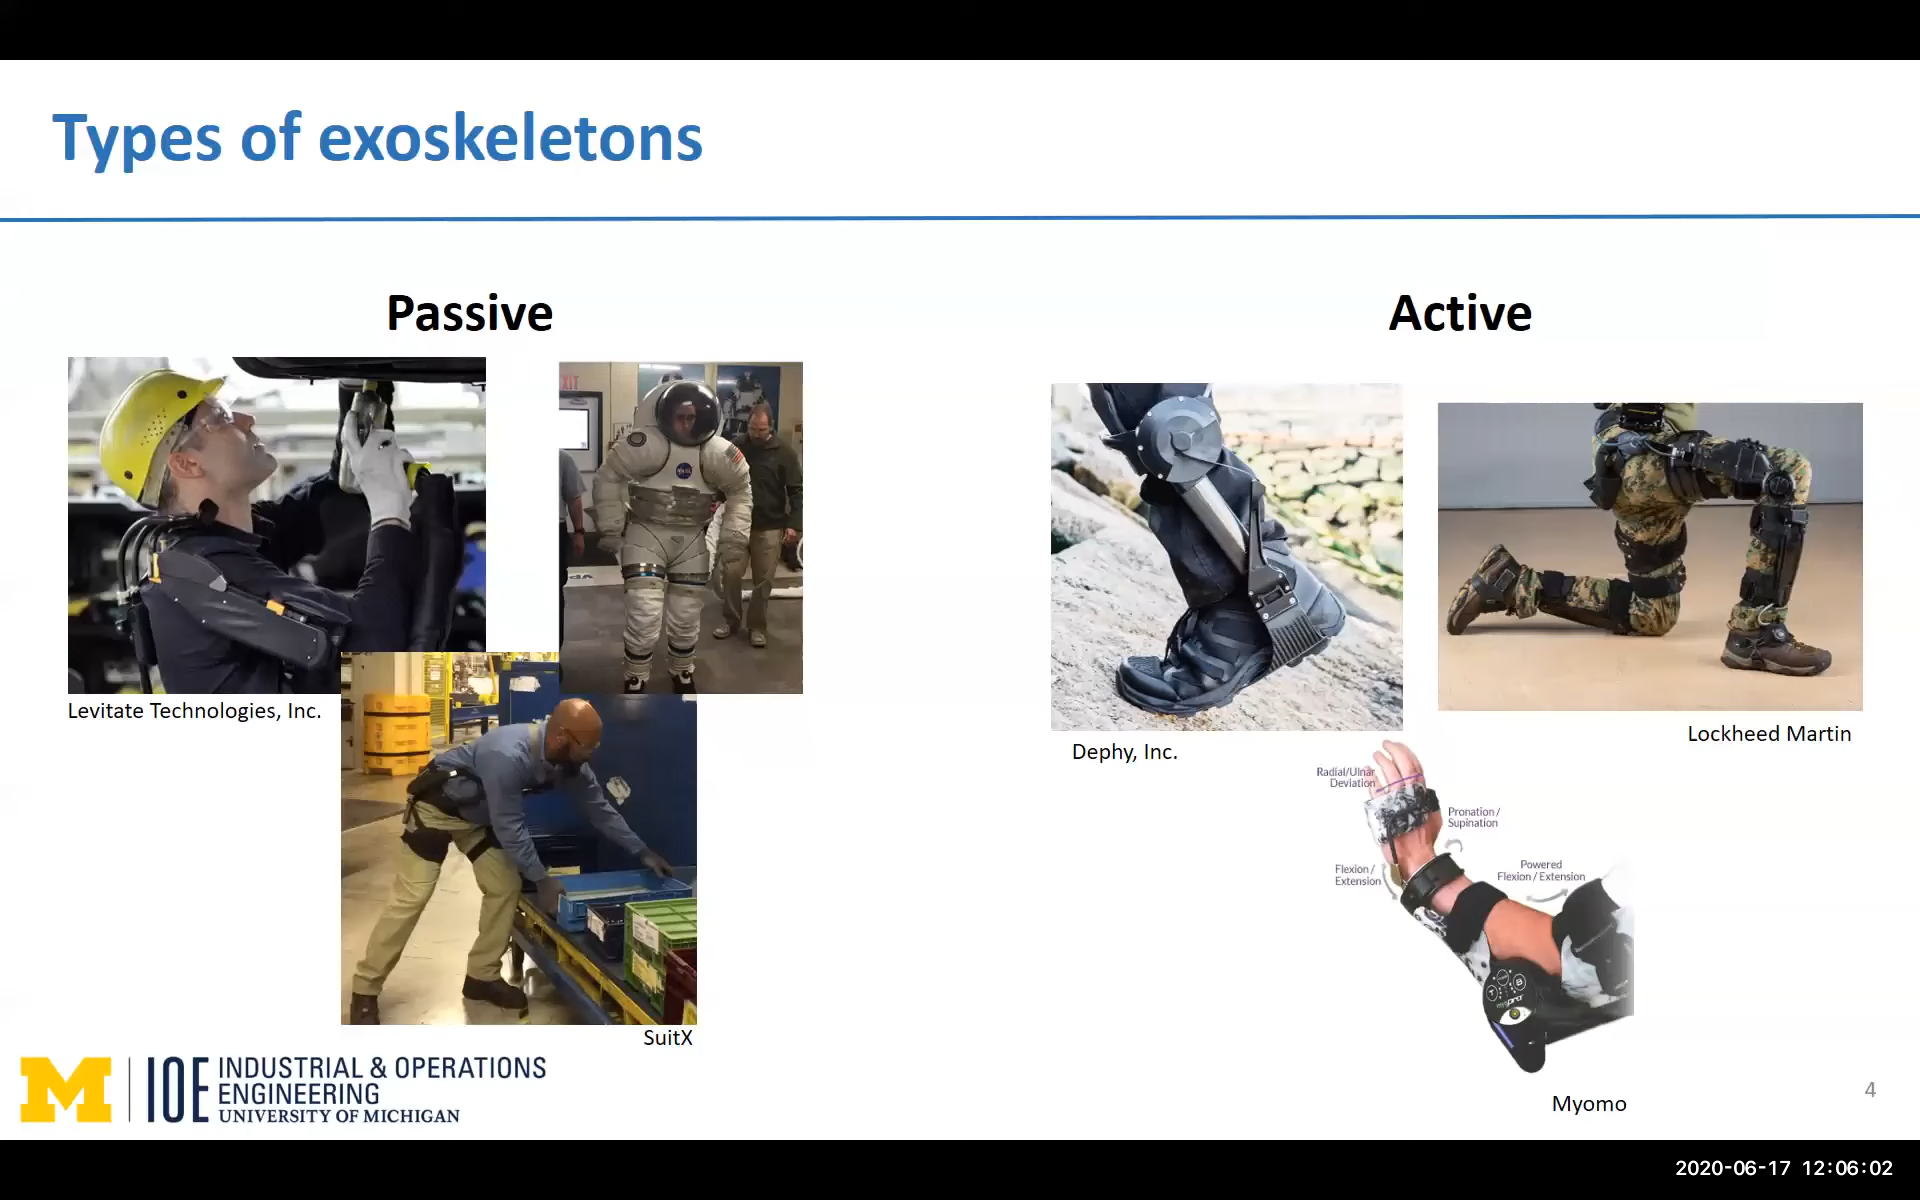 Types of exoskeletons
Passive
Active
EXIT
NASA
Levitate Technologies, Inc.
SuitX
Dephy, Inc.
Lockheed Martin
Radial/Ulnar
Deviation
Pronation /
Supination
Flexion /
Extension
Powered
Flexion / Extension
Myomo
M
IOE
INDUSTRIAL & OPERATIONS
ENGINEERING
UNIVERSITY OF MICHIGAN
4
2020-06-17 12:06:02